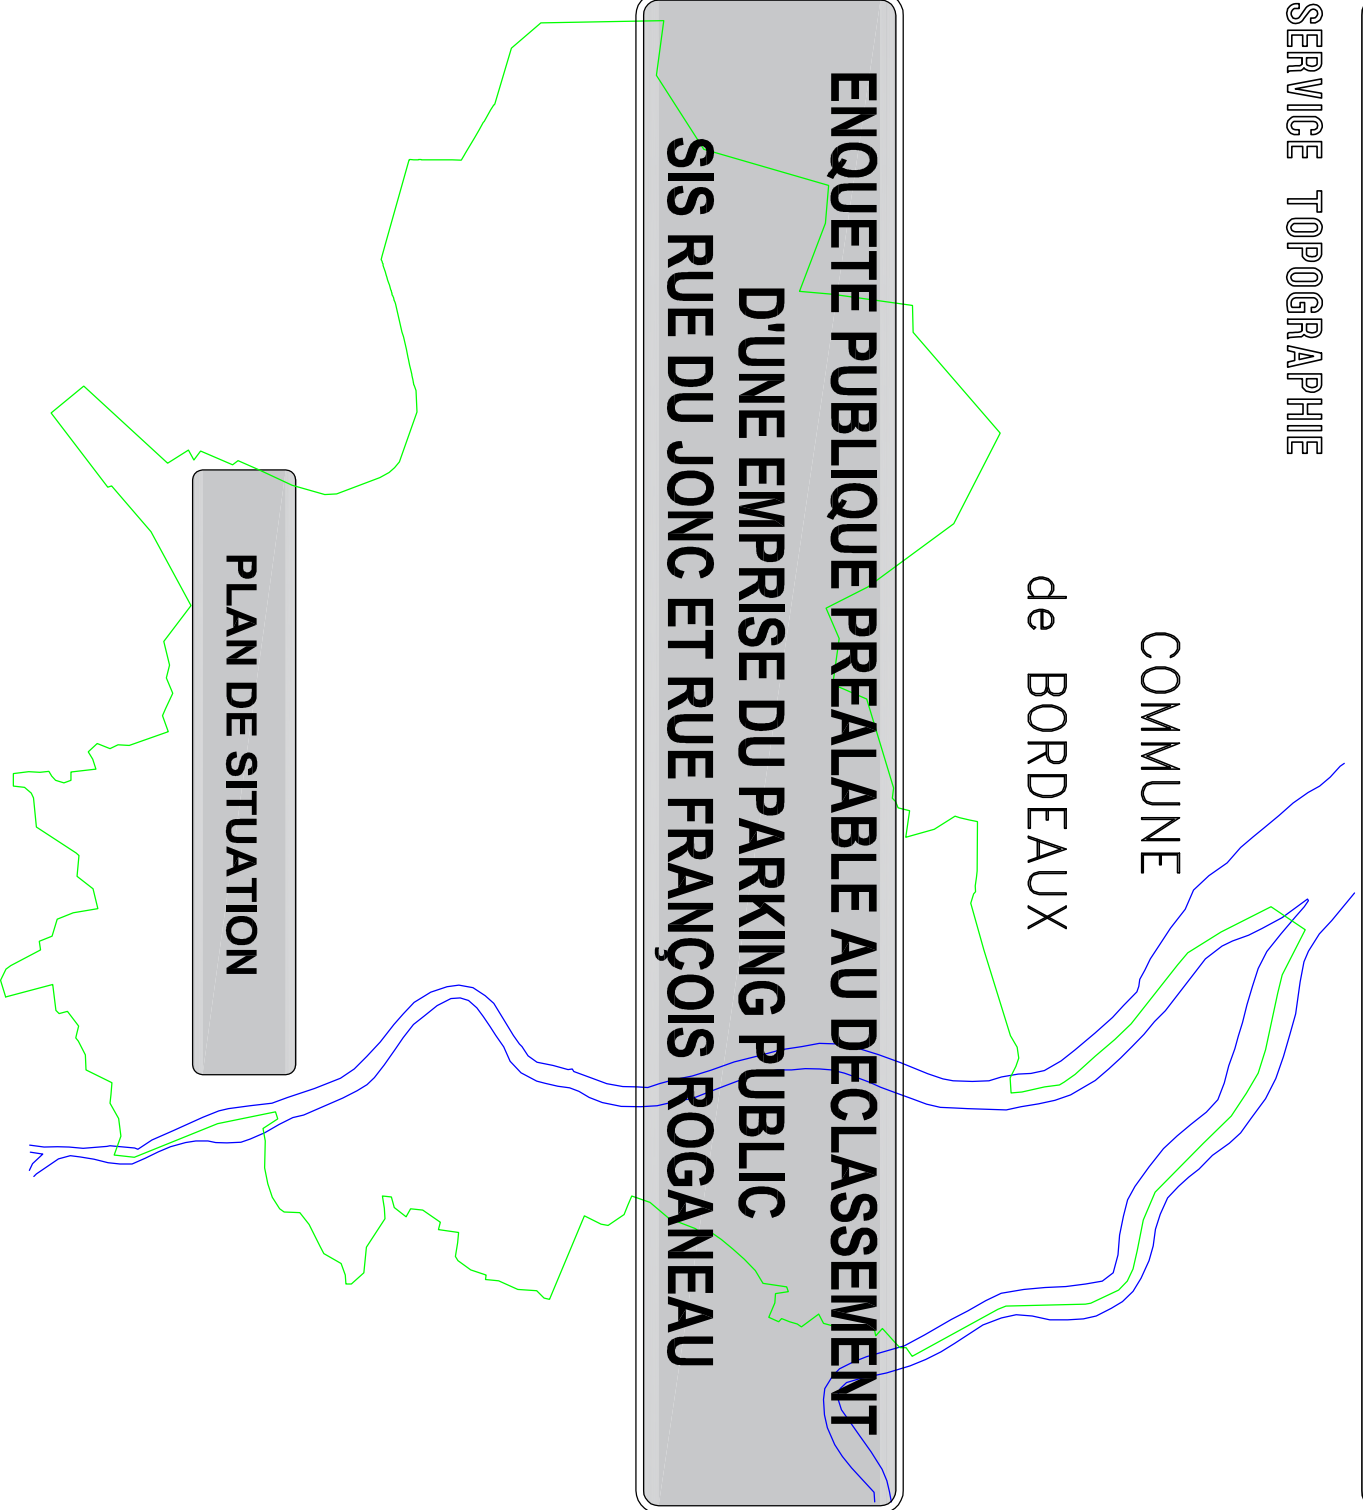 SERVICE TOPOGRAPHIE
COMMUNE
de BORDEAUX
ENQUETE PUBLIQUE PREALABLE AU DECLASSEMENT
D'UNE EMPRISE DU PARKING PUBLIC
SIS RUE DU JONC ET RUE FRANÇOIS ROGANEAU
PLAN DE SITUATION